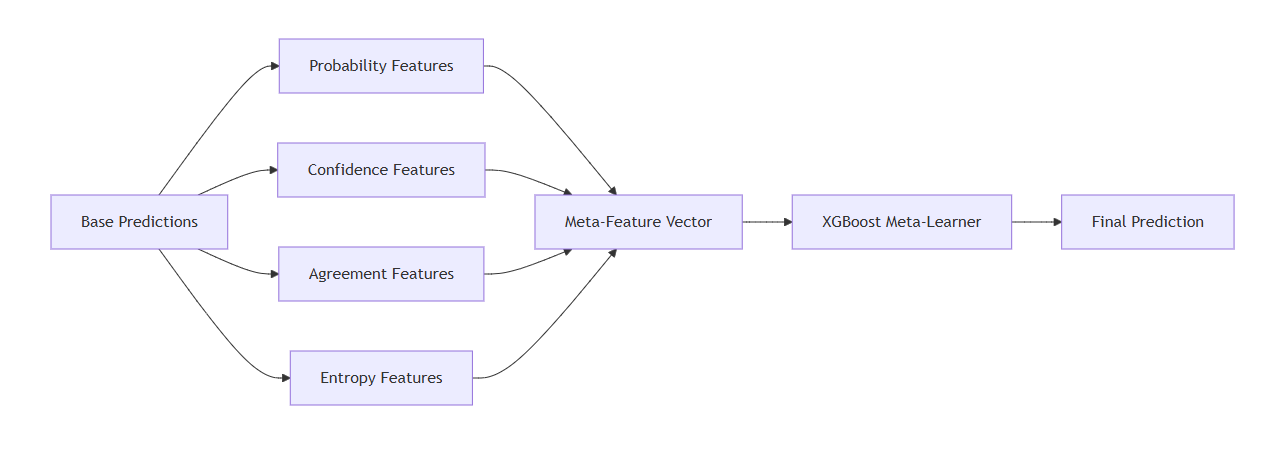 Probability Features
Confidence Features
Base Predictions
Meta-Feature Vector
XGBoost Meta-Learner
Final Prediction
Agreement Features
Entropy Features